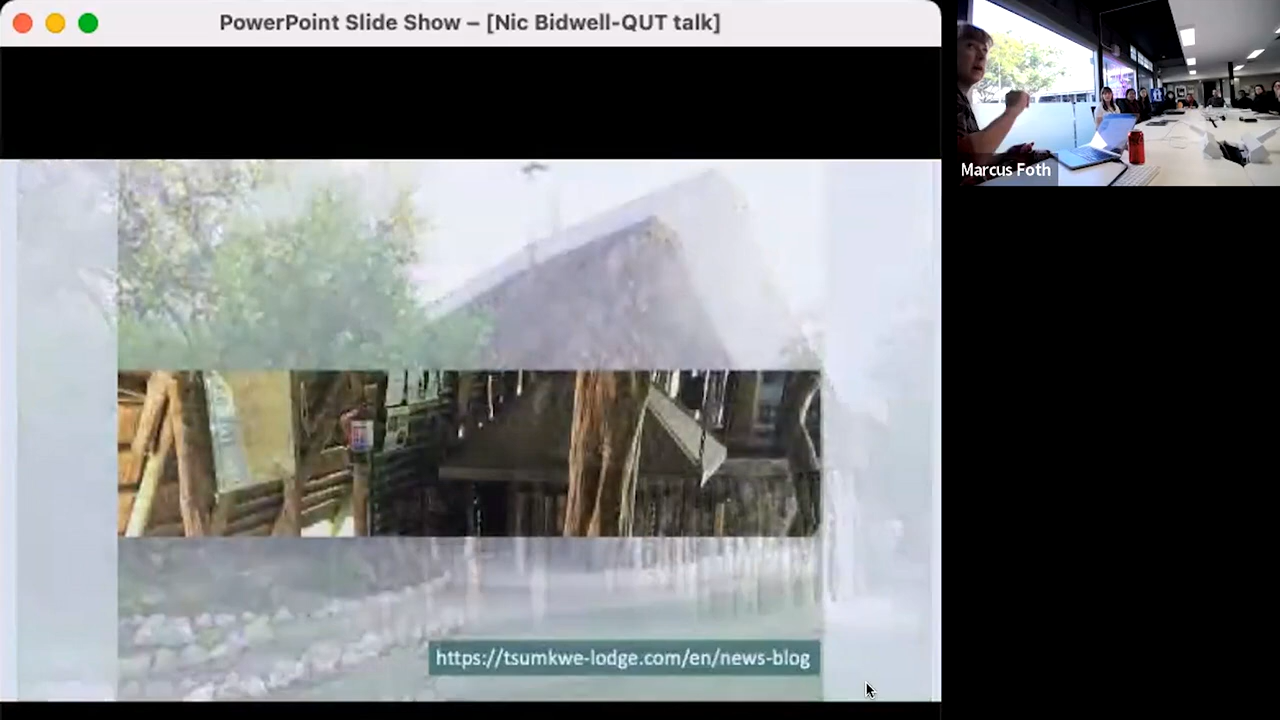 PowerPoint Slide Show – [Nic Bidwell-QUT talk]
Marcus Foth
https://tsumkwe-lodge.com/en/news-blog